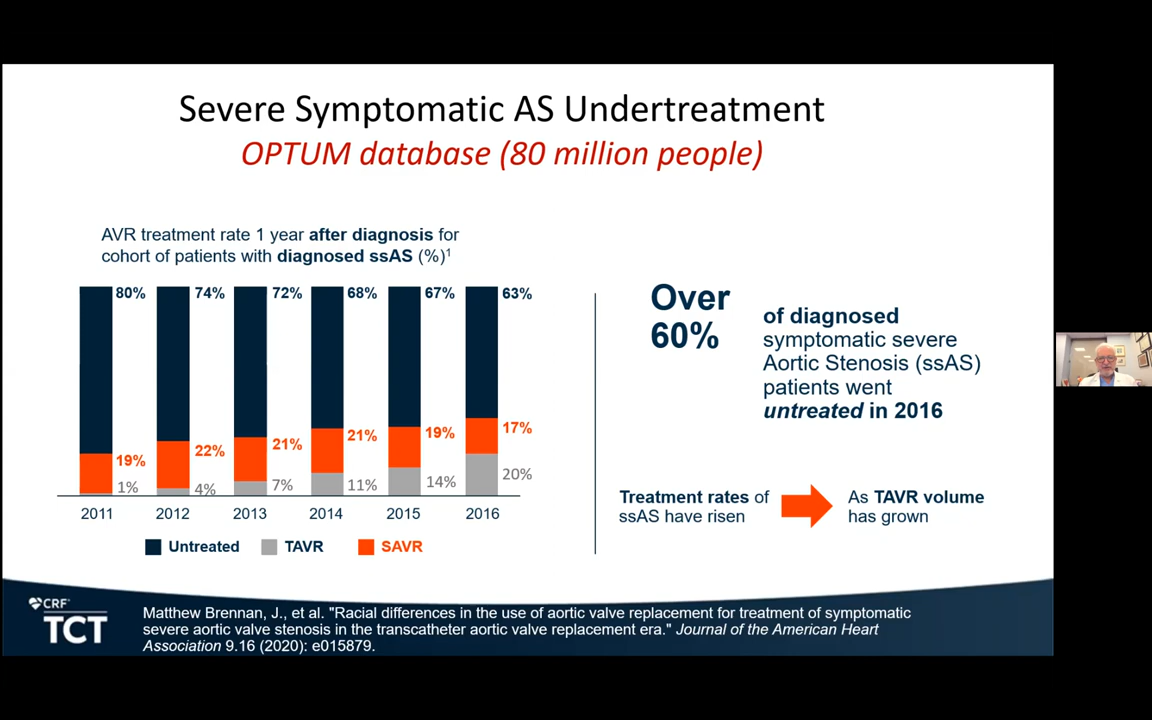 Severe Symptomatic AS Undertreatment
OPTUM database (80 million people)
AVR treatment rate 1 year after diagnosis for
cohort of patients with diagnosed ssAS (%)¹
80%
74%
72%
68%
67%
63%
19%
22%
21%
21%
19%
17%
1%
4%
7%
11%
14%
20%
2011
2012
2013
2014
2015
2016
Untreated
TAVR
SAVR
Over
60%
of diagnosed
symptomatic severe
Aortic Stenosis (ssAS)
patients went
untreated in 2016
Treatment rates of
ssAS have risen
As TAVR volume
has grown
CRF®
TCT
Matthew Brennan, J., et al. "Racial differences in the use of aortic valve replacement for treatment of symptomatic
severe aortic valve stenosis in the transcatheter aortic valve replacement era." Journal of the American Heart
Association 9.16 (2020): e015879.